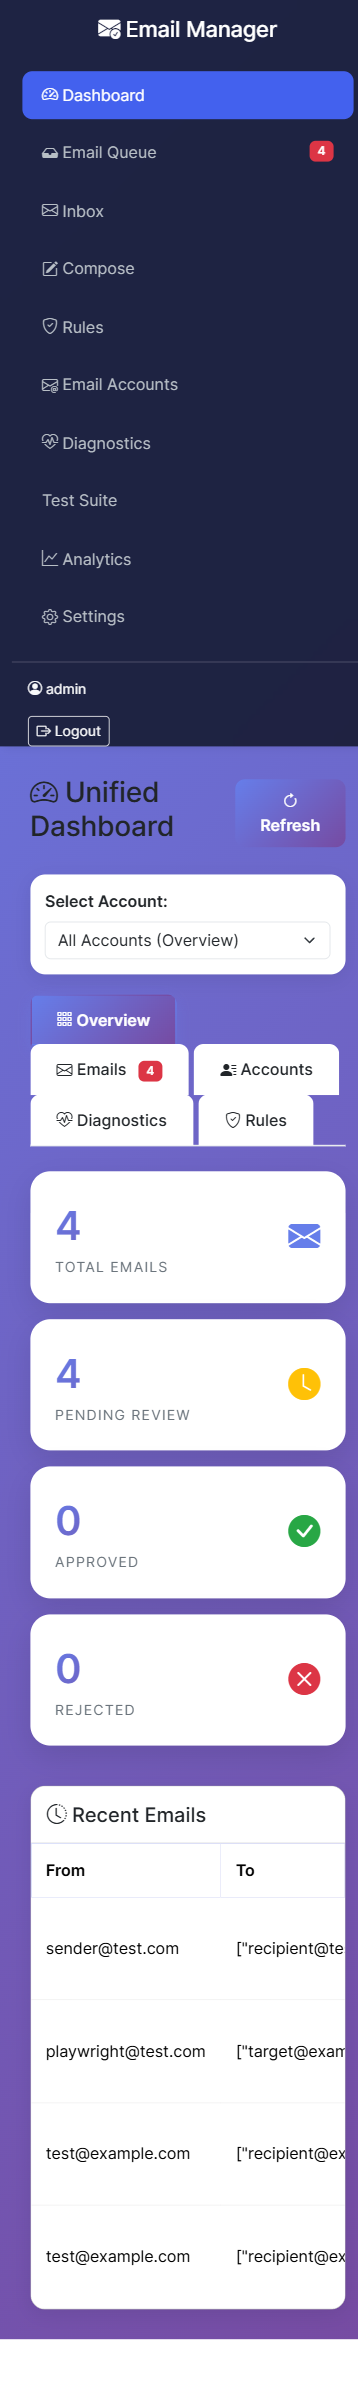 Email Manager
Dashboard
Email Queue 4
Inbox
Compose
Rules
Email Accounts
Diagnostics
Test Suite
Analytics
Settings
admin
Logout
Unified
Dashboard
Refresh
Select Account:
All Accounts (Overview)
Overview
Emails 4 Accounts
Diagnostics Rules
4
TOTAL EMAILS
4
PENDING REVIEW
0
APPROVED
0
REJECTED
Recent Emails
From To
sender@test.com ["recipient@te
playwright@test.com ["target@exam
test@example.com ["recipient@ex
test@example.com ["recipient@ex